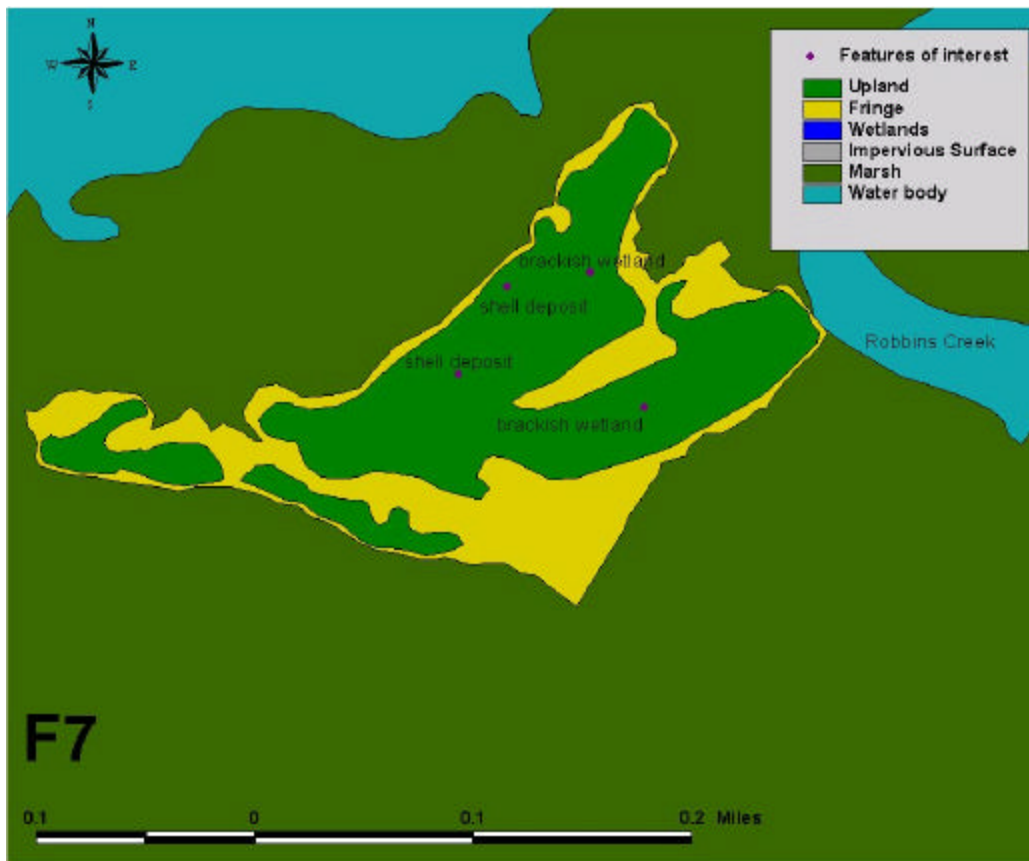 N
W E
S
Features of interest
Upland
Fringe
Wetlands
Impervious Surface
Marsh
Water body
brackish wetland
shell deposit
Robbins Creek
shell deposit
brackish wetland
F7
0.1 0 0.1 0.2 Miles